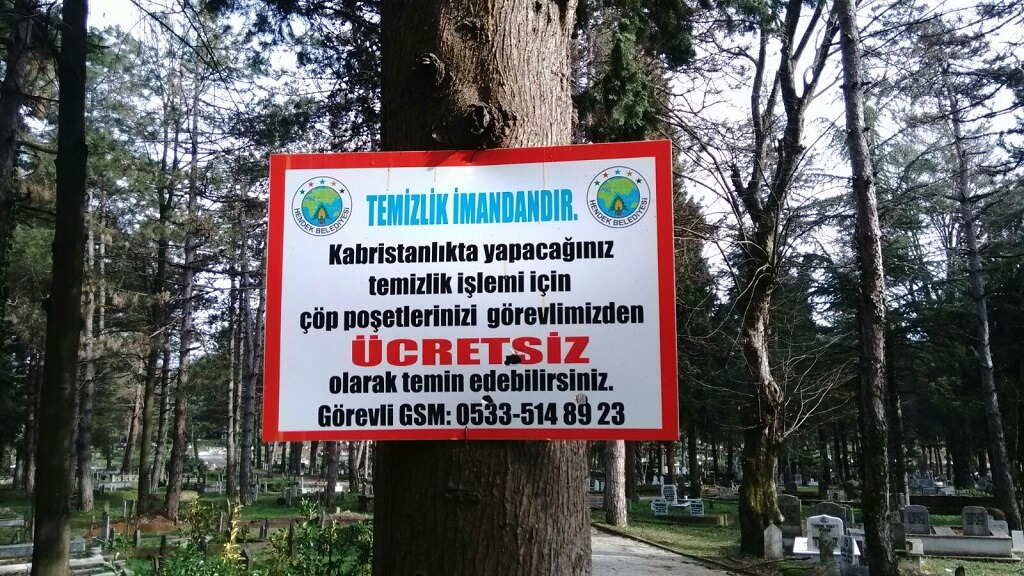 TEMİZLİK İMANDANDIR.
HENDEK BELEDİYESİ
HENDEK BELEDİYESİ
Kabristanlıkta yapacağınız
temizlik işlemi için
çöp poşetlerinizi görevlimizden
ÜCRETSİZ
olarak temin edebilirsiniz.
Görevli GSM: 0533-514 89 23